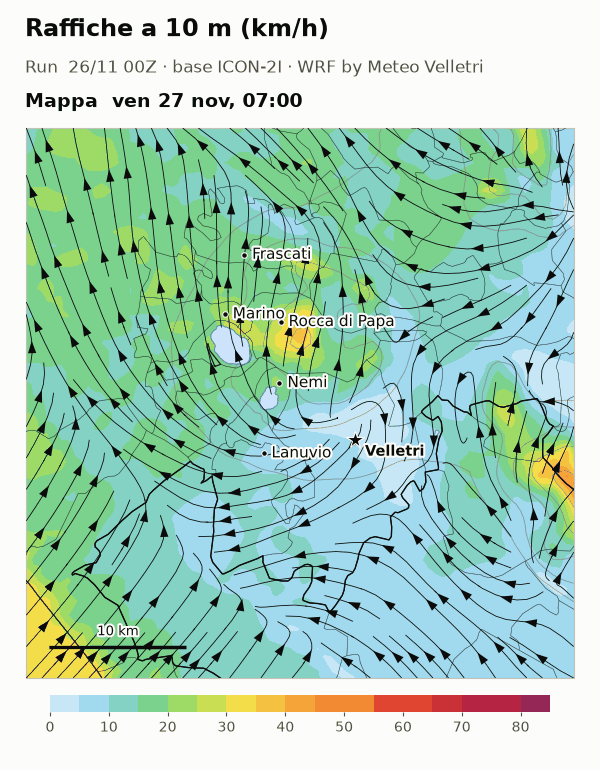 Raffiche a 10 m (km/h)
Run  26/11 00Z · base ICON-2I · WRF by Meteo Velletri
Mappa  ven 27 nov, 07:00
Frascati
Marino
Rocca di Papa
Nemi
Velletri
Lanuvio
10 km
0 10 20 30 40 50 60 70 80